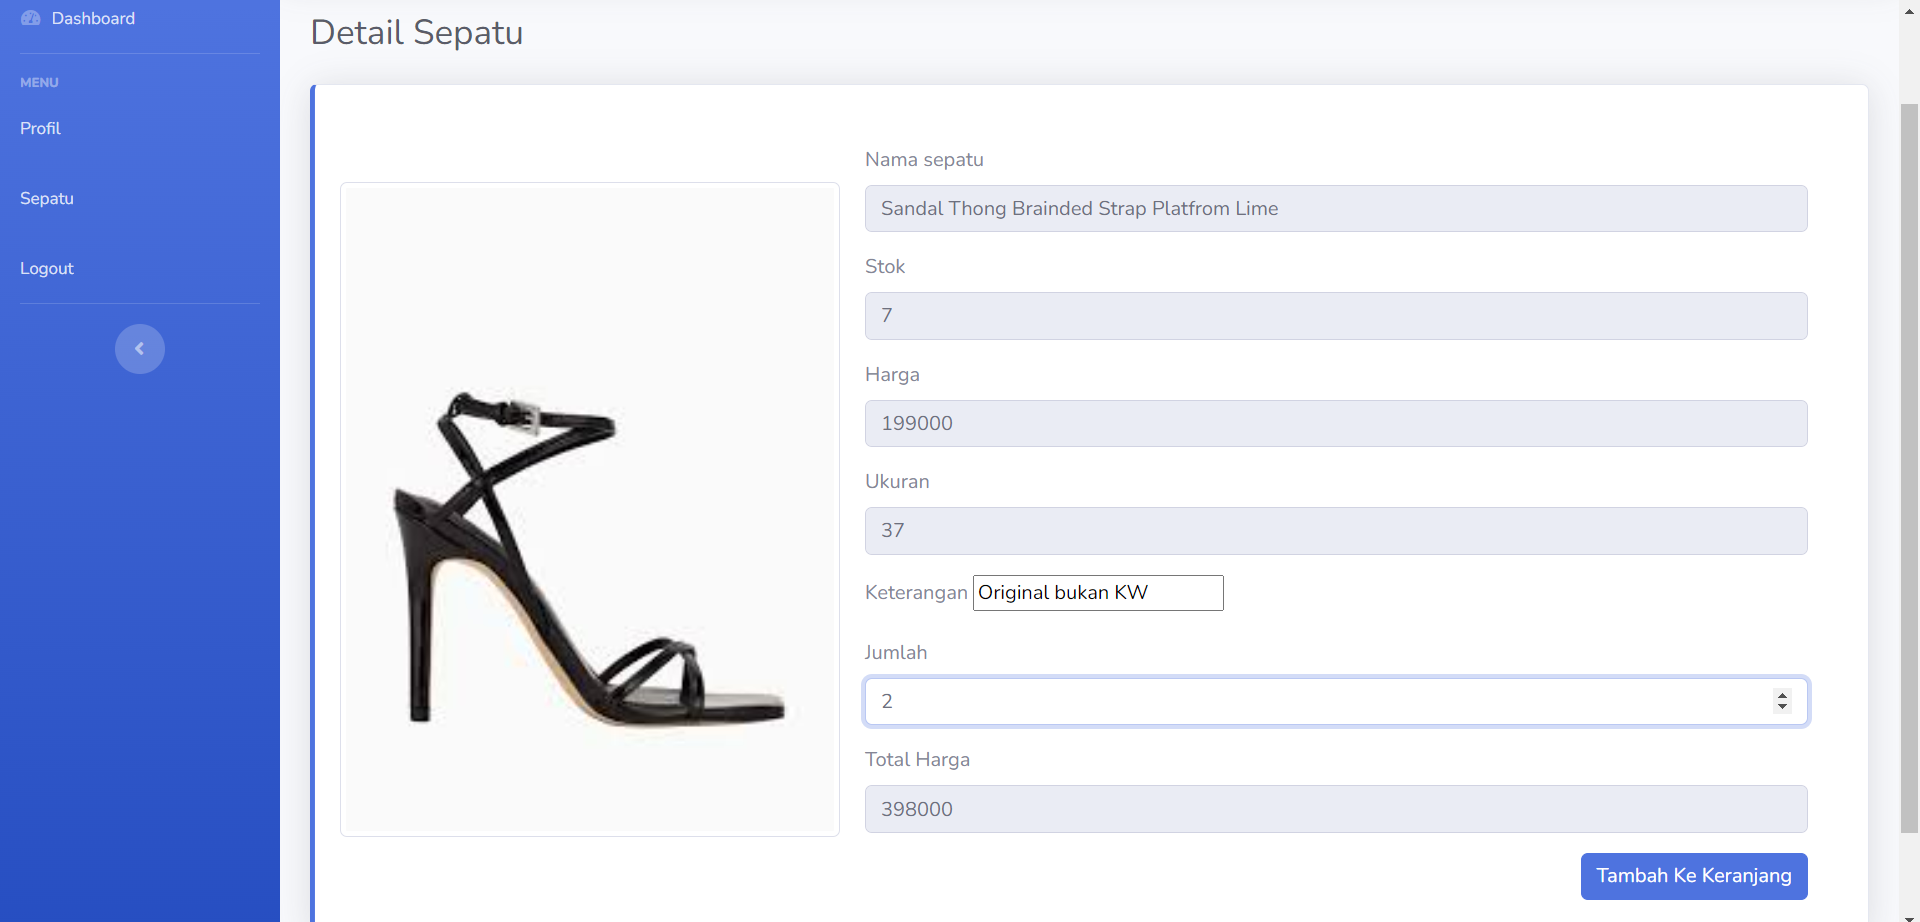 Dashboard
MENU
Profil
Sepatu
Logout
Detail Sepatu
Nama sepatu
Sandal Thong Brainded Strap Platfrom Lime
Stok
7
Harga
199000
Ukuran
37
Keterangan Original bukan KW
Jumlah
2
Total Harga
398000
Tambah Ke Keranjang